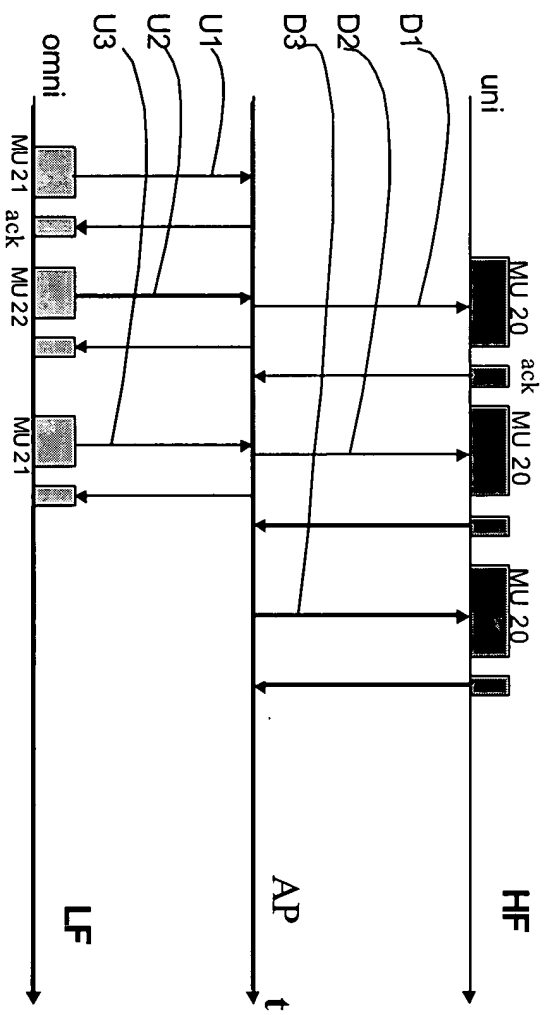 MU 20
ack
MU 20
MU 20
uni
HF
D1
D2
D3
AP
t
U1
U2
U3
omni
LF
MU 21
ack
MU 22
MU 21